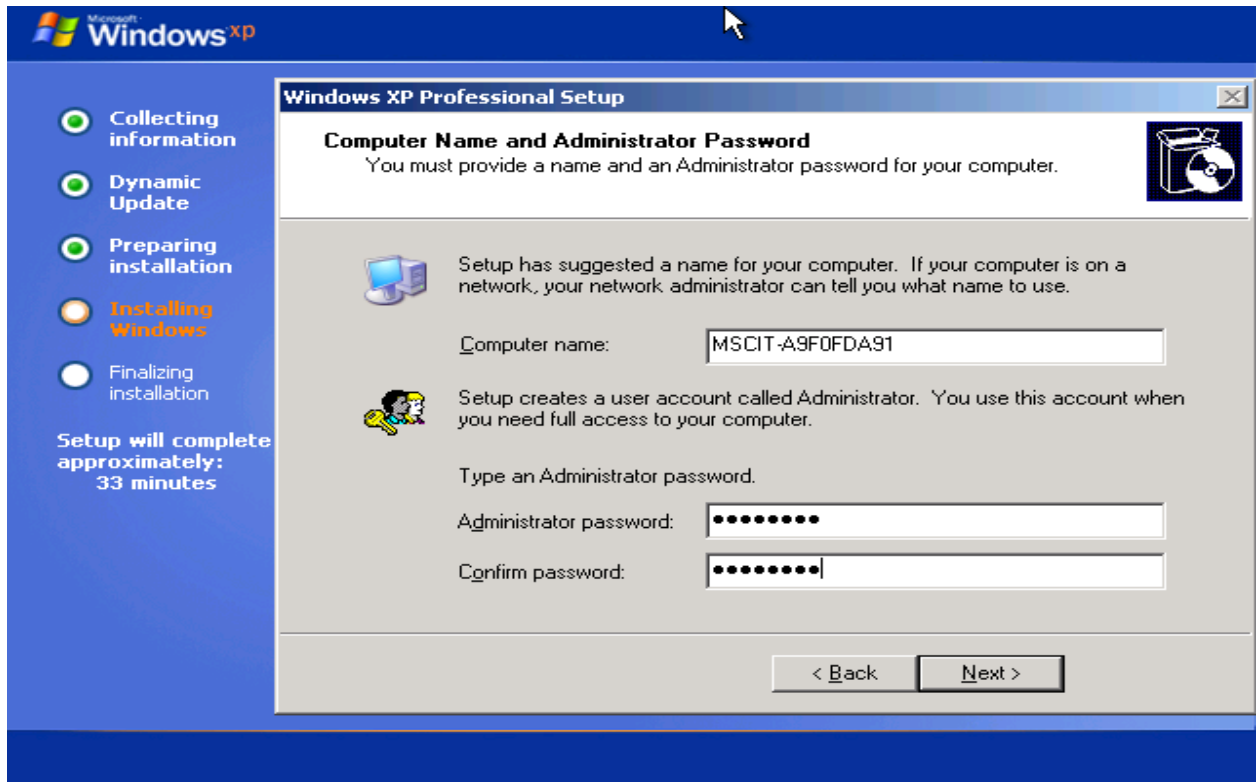 Microsoft
Windows xp
Collecting
information
Dynamic
Update
Preparing
installation
Installing
Windows
Finalizing
installation
Setup will complete
approximately:
33 minutes
Windows XP Professional Setup
Computer Name and Administrator Password
You must provide a name and an Administrator password for your computer.
Setup has suggested a name for your computer.  If your computer is on a
network, your network administrator can tell you what name to use.
Computer name:
MSCIT-A9F0FDA91
Setup creates a user account called Administrator.  You use this account when
you need full access to your computer.
Type an Administrator password.
Administrator password:
••••••••
Confirm password:
••••••••
< Back
Next >